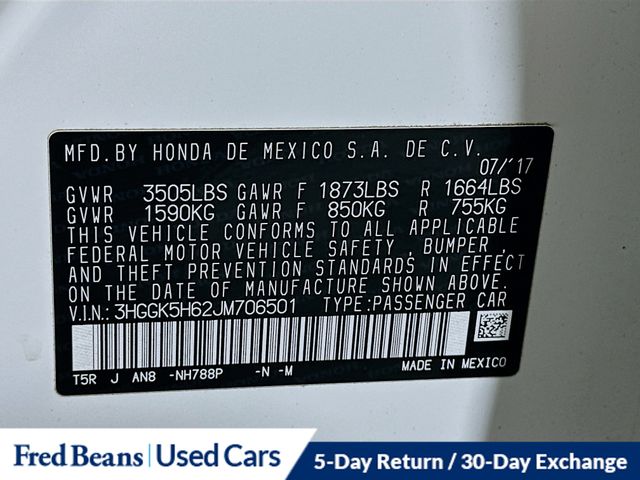 MFD. BY HONDA DE MEXICO S.A. DE C.V.
07/'17
GVWR 3505LBS GAWR F 1873LBS R 1664LBS
GVWR 1590KG GAWR F 850KG R 755KG
THIS VEHICLE CONFORMS TO ALL APPLICABLE
FEDERAL MOTOR VEHICLE SAFETY, BUMPER,
AND THEFT PREVENTION STANDARDS IN EFFECT
ON THE DATE OF MANUFACTURE SHOWN ABOVE.
V.I.N.: 3HGGK5H62JM706501 TYPE:PASSENGER CAR
T5R J AN8 -NH788P -N -M MADE IN MEXICO
Fred Beans | Used Cars 5-Day Return / 30-Day Exchange